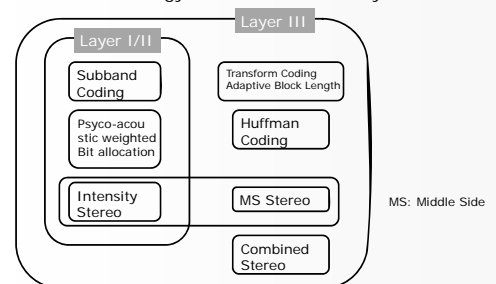 Layer III
Layer I/II
Subband
Coding
Transform Coding
Adaptive Block Length
Psyco-acou
stic weighted
Bit allocation
Huffman
Coding
Intensity
Stereo
MS Stereo
MS: Middle Side
Combined
Stereo